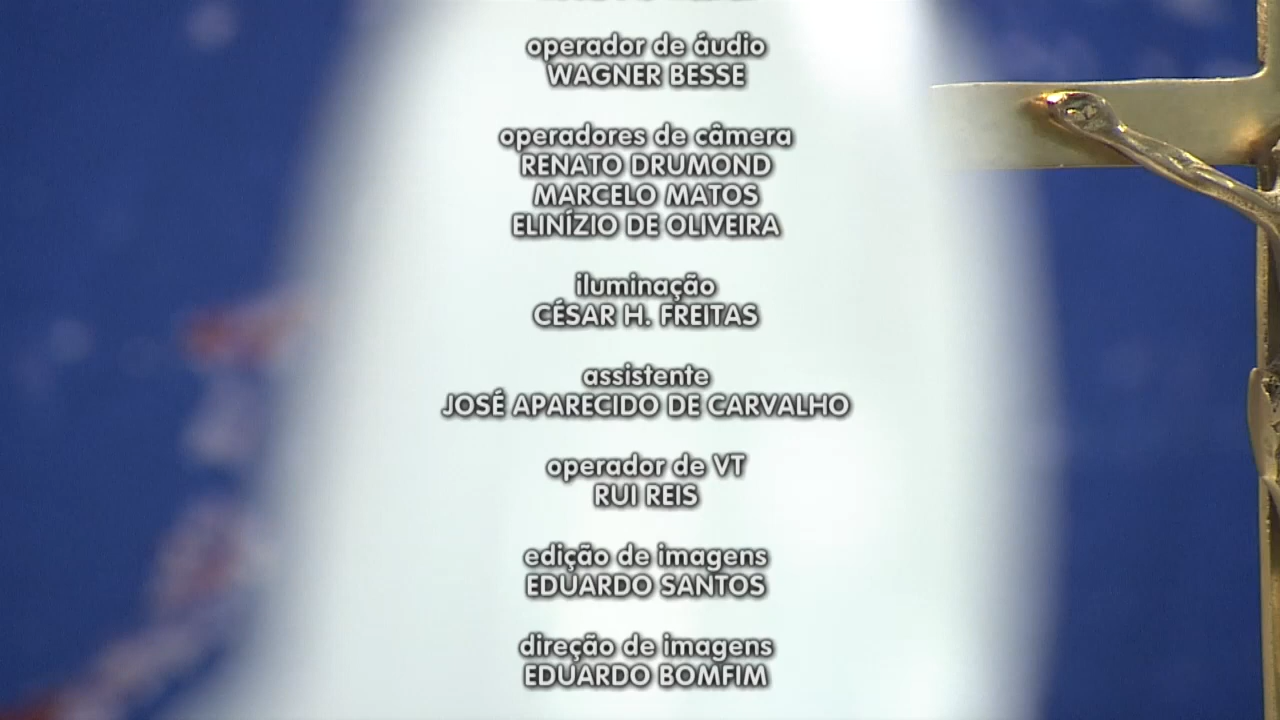 operador de áudio
WAGNER BESSE
operadores de câmera
RENATO DRUMOND
MARCELO MATOS
ELINÍZIO DE OLIVEIRA
iluminação
CÉSAR H. FREITAS
assistente
JOSÉ APARECIDO DE CARVALHO
operador de VT
RUI REIS
edição de imagens
EDUARDO SANTOS
direção de imagens
EDUARDO BOMFIM